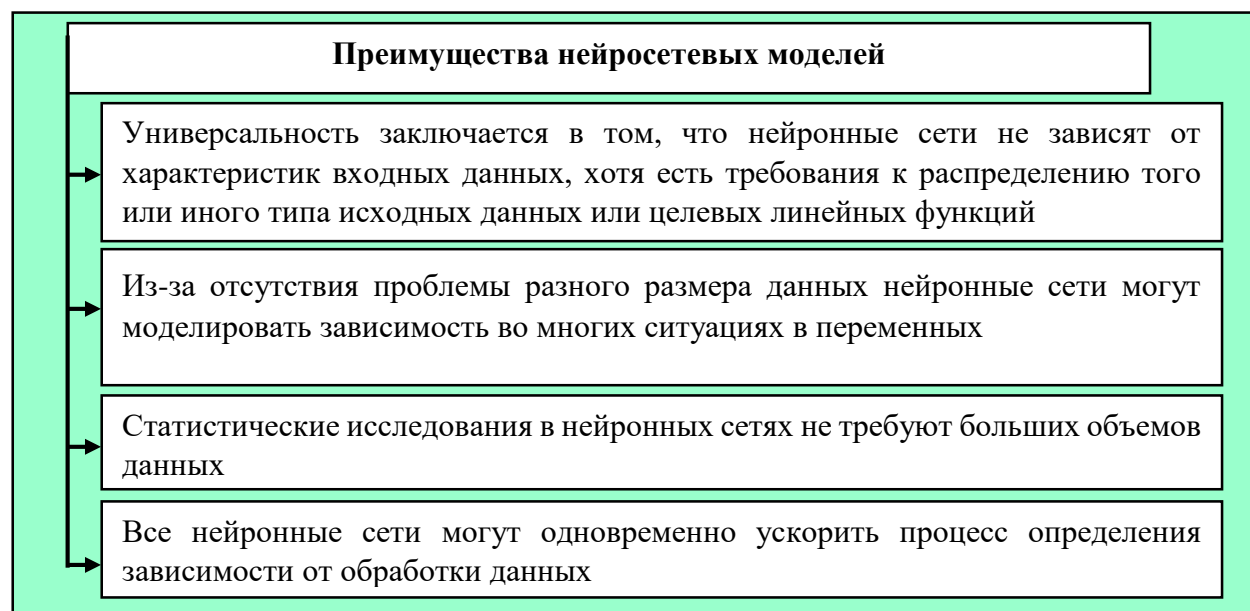 Преимущества нейросетевых моделей
Универсальность заключается в том, что нейронные сети не зависят от
характеристик входных данных, хотя есть требования к распределению того
или иного типа исходных данных или целевых линейных функций
Из-за отсутствия проблемы разного размера данных нейронные сети могут
моделировать зависимость во многих ситуациях в переменных
Статистические исследования в нейронных сетях не требуют больших объемов
данных
Все нейронные сети могут одновременно ускорить процесс определения
зависимости от обработки данных